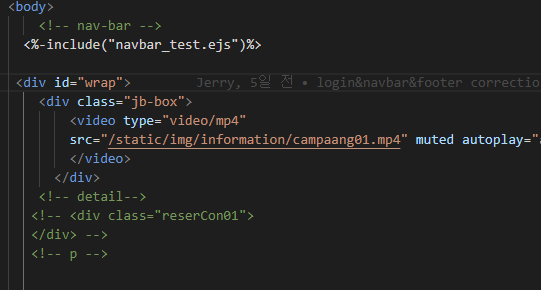 <body>
<!-- nav-bar -->
<%-include("navbar_test.ejs")%>
<div id="wrap"> Jerry, 5일 전 • login&navbar&footer correctio
<div class="jb-box">
<video type="video/mp4"
src="/static/img/information/campaang01.mp4" muted autoplay="
</video>
</div>
<!-- detail-->
<!-- <div class="reserCon01">
</div> -->
<!-- p -->